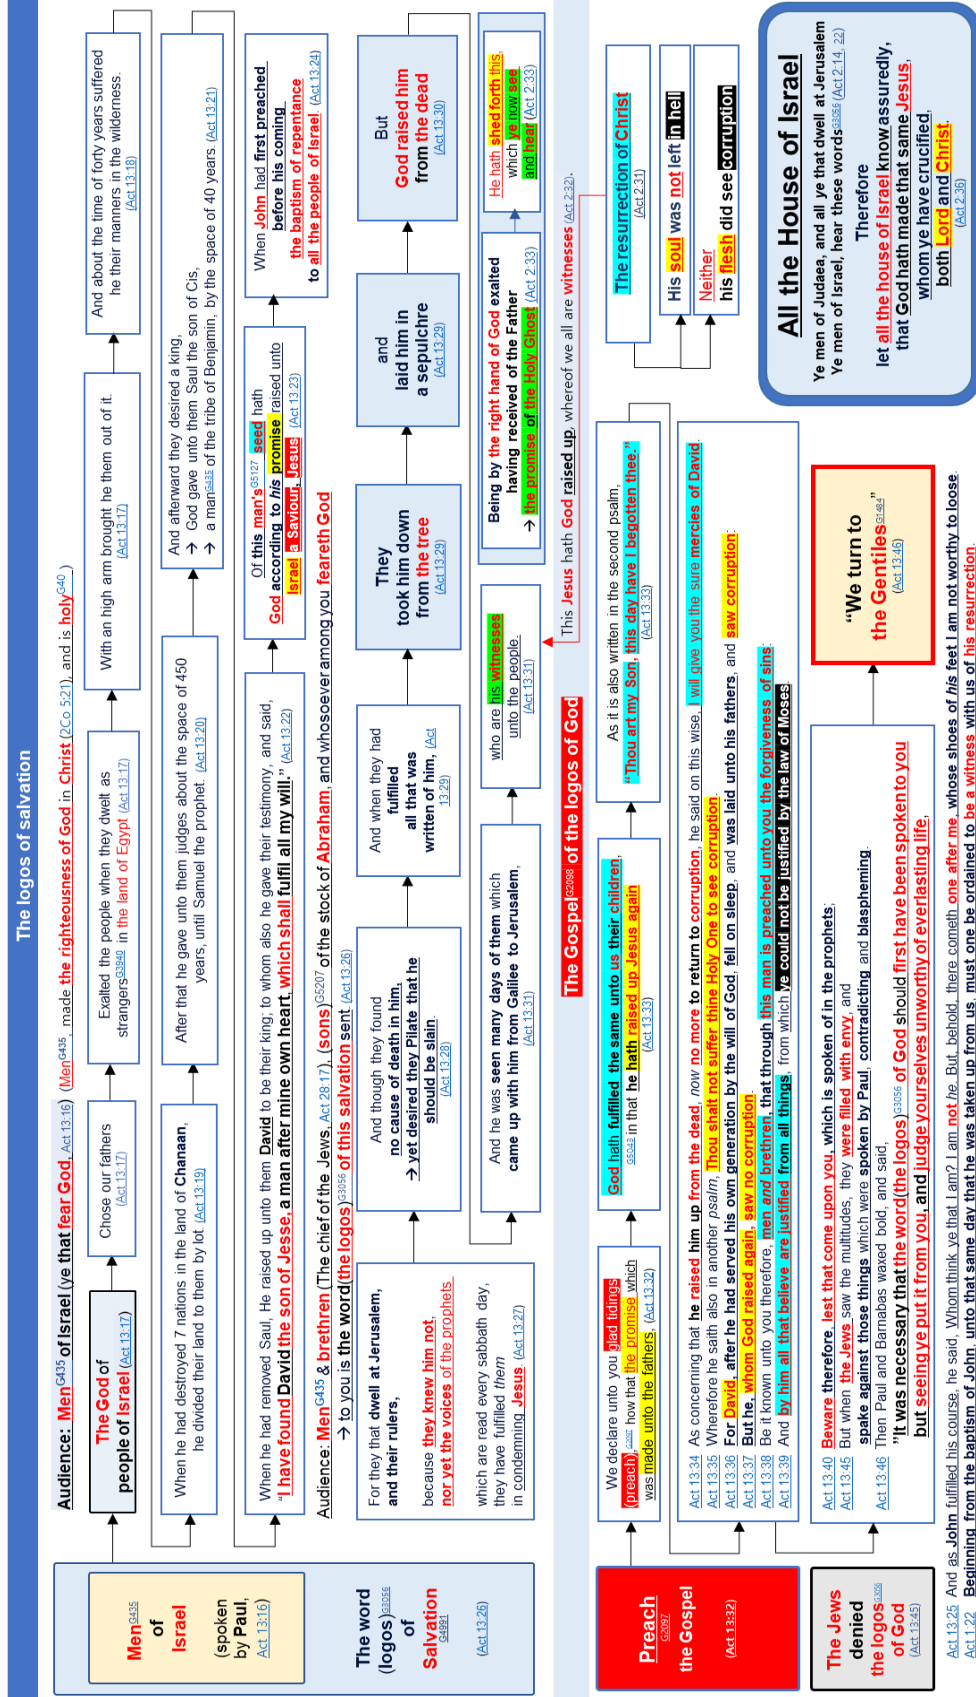 The logos of salvation
Men G435
of
Israel
(spoken
by Paul,
Act 13:16)
The word
(logos)G3056
of
Salvation
G4991
(Act 13:26)
Audience: MenG435 of Israel (ye that fear God, Act 13:16) (MenG435, made the righteousness of God in Christ (2Co 5:21), and is holyG40 )
The God of
people of Israel (Act 13:17)
Chose our fathers
(Act 13:17)
Exalted the people when they dwelt as
strangersG3940 in the land of Egypt (Act 13:17)
With an high arm brought he them out of it.
(Act 13:17)
And about the time of forty years suffered
he their manners in the wilderness.
(Act 13:18)
When he had destroyed 7 nations in the land of Chanan,
he divided their land to them by lot. (Act 13:19)
After that he gave unto them judges about the space of 450
years, until Samuel the prophet. (Act 13:20)
And afterward they desired a king,
→ God gave unto them Saul the son of Cis,
→ a manG435 of the tribe of Benjamin, by the space of 40 years. (Act 13:21)
When he had removed Saul, He raised up unto them David to be their king; to whom also he gave their testimony, and said,
"I have found David the son of Jesse, a man after mine own heart, which shall fulfil all my will." (Act 13:22)
Of this man'sG5127 seed hath
God according to his promise raised unto
Israel a Saviour, Jesus (Act 13:23)
When John had first preached
before his coming
the baptism of repentance
to all the people of Israel. (Act 13:24)
Audience: MenG435 & brethren (The chief of the Jews, Act 28:17), (sons)G5207 of the stock of Abraham, and whosoever among you feareth God
→ to you is the word(the logos)G3056 of this salvation sent (Act 13:26)
For they that dwell at Jerusalem,
and their rulers,
because they knew him not,
nor yet the voices of the prophets
which are read every sabbath day,
they have fulfilled them
in condemning Jesus. (Act 13:27)
And though they found
no cause of death in him,
→ yet desired they Pilate that he
should be slain.
(Act 13:28)
And when they had
fulfilled
all that was
written of him, (Act
13:29)
They
took him down
from the tree
(Act 13:29)
and
laid him in
a sepulchre
(Act 13:29)
But
God raised him
from the dead
(Act 13:30)
And he was seen many days of them which
came up with him from Galilee to Jerusalem,
(Act 13:31)
who are his witnesses
unto the people.
(Act 13:31)
Being by the right hand of God exalted
having received of the Father
→ the promise of the Holy Ghost (Act 2:33)
He hath shed forth this,
which ye now see
and hear (Act 2:33)
The GospelG2098 of the logos of God
This Jesus hath God raised up, whereof we all are witnesses (Act 2:32).
Preach
G2097
the Gospel
(Act 13:32)
We declare unto you glad tidings
(preach),G2097 how that the promise which
was made unto the fathers, (Act 13:32)
God hath fulfilled the same unto us their children,
G5043 in that he hath raised up Jesus again
(Act 13:33)
As it is also written in the second psalm,
"Thou art my Son, this day have I begotten thee."
(Act 13:33)
The resurrection of Christ
(Act 2:31)
His soul was not left in hell
Neither
his flesh did see corruption
Act 13:34 As concerning that he raised him up from the dead, now no more to return to corruption, he said on this wise, I will give you the sure mercies of David.
Act 13:35 Wherefore he saith also in another psalm, Thou shalt not suffer thine Holy One to see corruption.
Act 13:36 For David, after he had served his own generation by the will of God, fell on sleep, and was laid unto his fathers, and saw corruption:
Act 13:37 But he, whom God raised again, saw no corruption.
Act 13:38 Be it known unto you therefore, men and brethren, that through this man is preached unto you the forgiveness of sins:
Act 13:39 And by him all that believe are justified from all things, from which ye could not be justified by the law of Moses.
The Jews
denied
the logosG3056
of God
(Act 13:45)
Act 13:40 Beware therefore, lest that come upon you, which is spoken of in the prophets;
Act 13:45 But when the Jews saw the multitudes, they were filled with envy, and
spake against those things which were spoken by Paul, contradicting and blaspheming.
Act 13:46 Then Paul and Barnabas waxed bold, and said,
"It was necessary that the word(the logos)G3056 of God should first have been spoken to you
but seeing ye put it from you, and judge yourselves unworthy of everlasting life,
"We turn to
the GentilesG1484"
(Act 13:46)
All the House of Israel
Ye men of Judaea, and all ye that dwell at Jerusalem
Ye men of Israel, hear these wordsG3056 (Act 2:14, 22)
Therefore
let all the house of Israel know assuredly,
that God hath made that same Jesus,
whom ye have crucified,
both Lord and Christ.
(Act 2:36)
Act 13:25 And as John fulfilled his course, he said, Whom think ye that I am? I am not he. But, behold, there cometh one after me, whose shoes of his feet I am not worthy to loose.
Act 1:22 Beginning from the baptism of John, unto that same day that he was taken up from us, must one be ordained to be a witness with us of his resurrection.